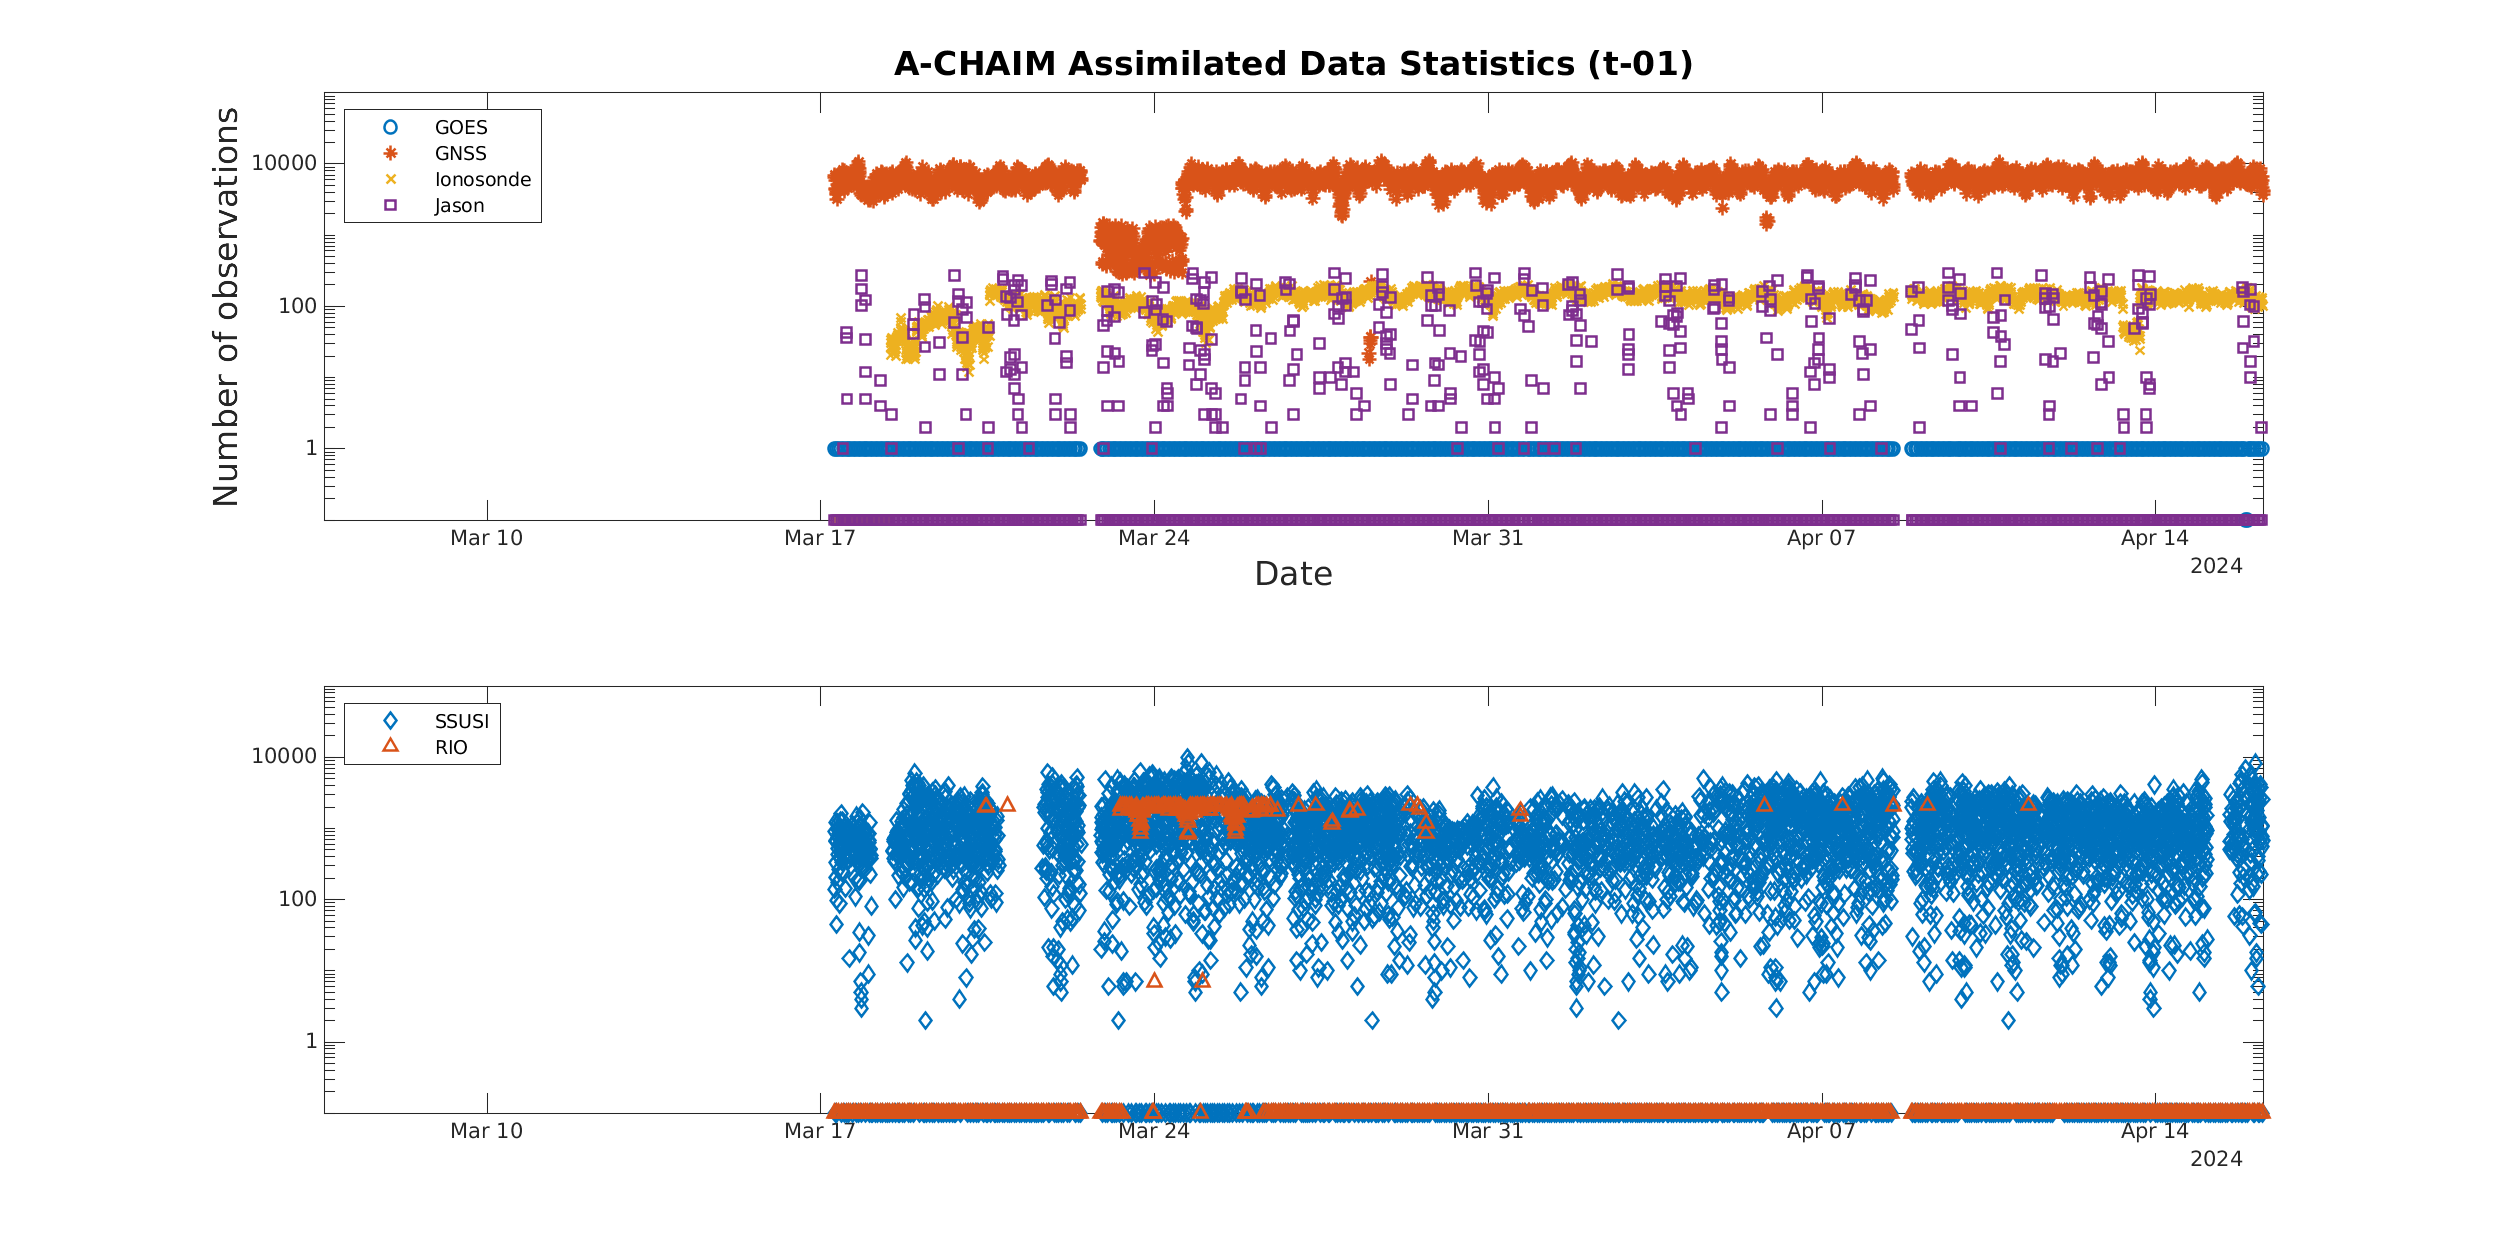 A-CHAIM Assimilated Data Statistics (t-01)
Number of observations
10000
100
1
GOES
GNSS
Ionosonde
Jason
Mar 10
Mar 17
Mar 24
Mar 31
Apr 07
Apr 14
2024
Date
10000
100
1
SSUSI
RIO
Mar 10
Mar 17
Mar 24
Mar 31
Apr 07
Apr 14
2024